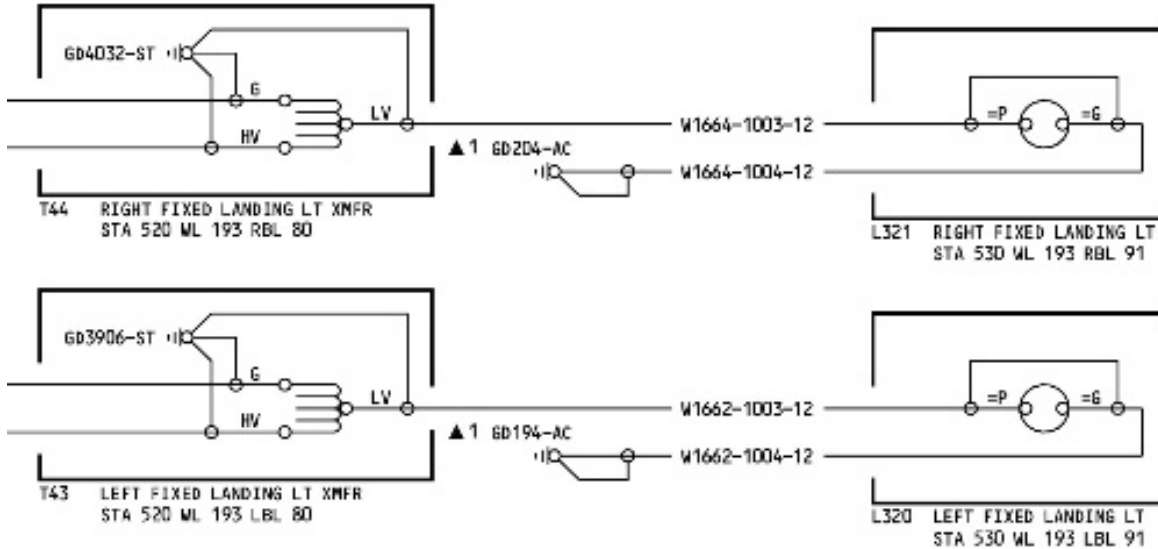 GD4032-ST
G
LV
HV
▲1 GD204-AC
W1664-1003-12
W1664-1004-12
=P
=G
T44 RIGHT FIXED LANDING LT XMFR
STA 520 WL 193 RBL 80
L321 RIGHT FIXED LANDING LT
STA 530 WL 193 RBL 91
GD3906-ST
G
LV
HV
▲1 GD194-AC
W1662-1003-12
W1662-1004-12
=P
=G
T43 LEFT FIXED LANDING LT XMFR
STA 520 WL 193 LBL 80
L320 LEFT FIXED LANDING LT
STA 530 WL 193 LBL 91